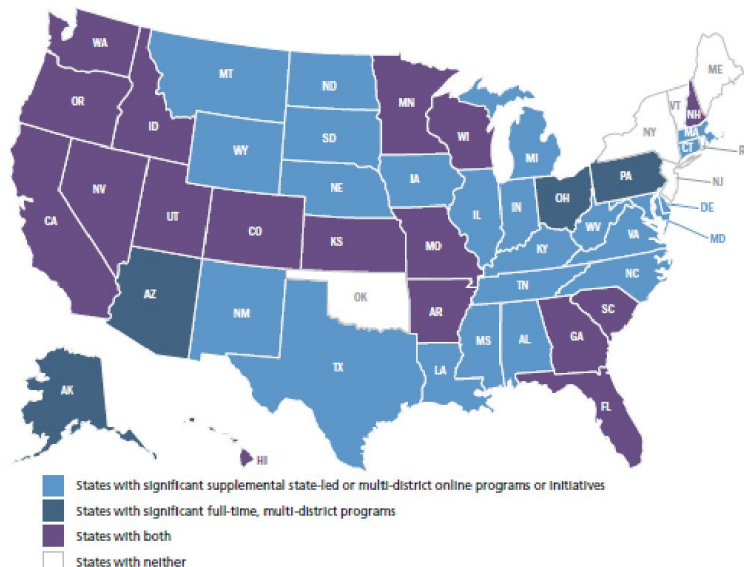 WA
ME
MT
ND
VT
MN
NH
OR
ID
WI
NY
MA
SD
CT
R
WY
MI
PA
NJ
IA
NE
OH
NV
IL
IN
DE
UT
CA
CO
WV
VA
MD
KS
MO
KY
NC
TN
OK
AZ
SC
NM
AR
GA
MS
AL
TX
LA
AK
FL
HI
States with significant supplemental state-led or multi-district online programs or initiatives
States with significant full-time, multi-district programs
States with both
States with neither